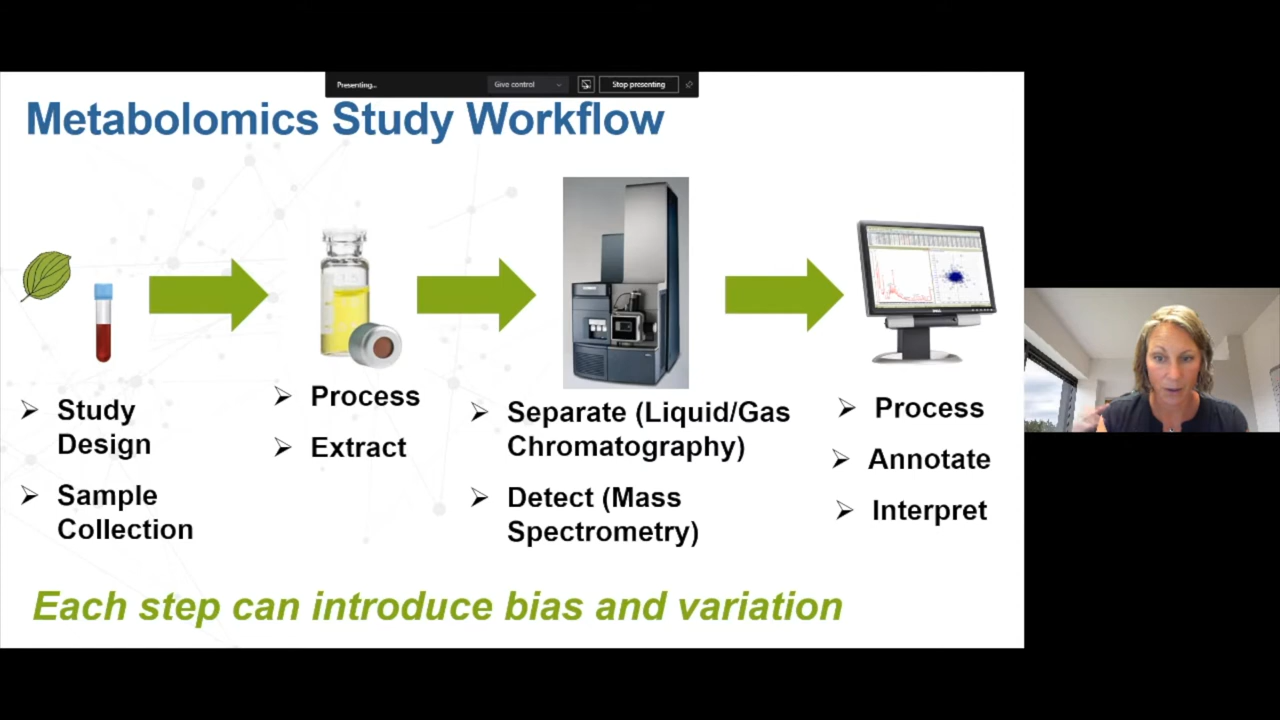 Presenting...
Give control
Stop presenting
Metabolomics Study Workflow
Study
Design
Sample
Collection
Process
Extract
Separate (Liquid/Gas
Chromatography)
Detect (Mass
Spectrometry)
Process
Annotate
Interpret
Each step can introduce bias and variation